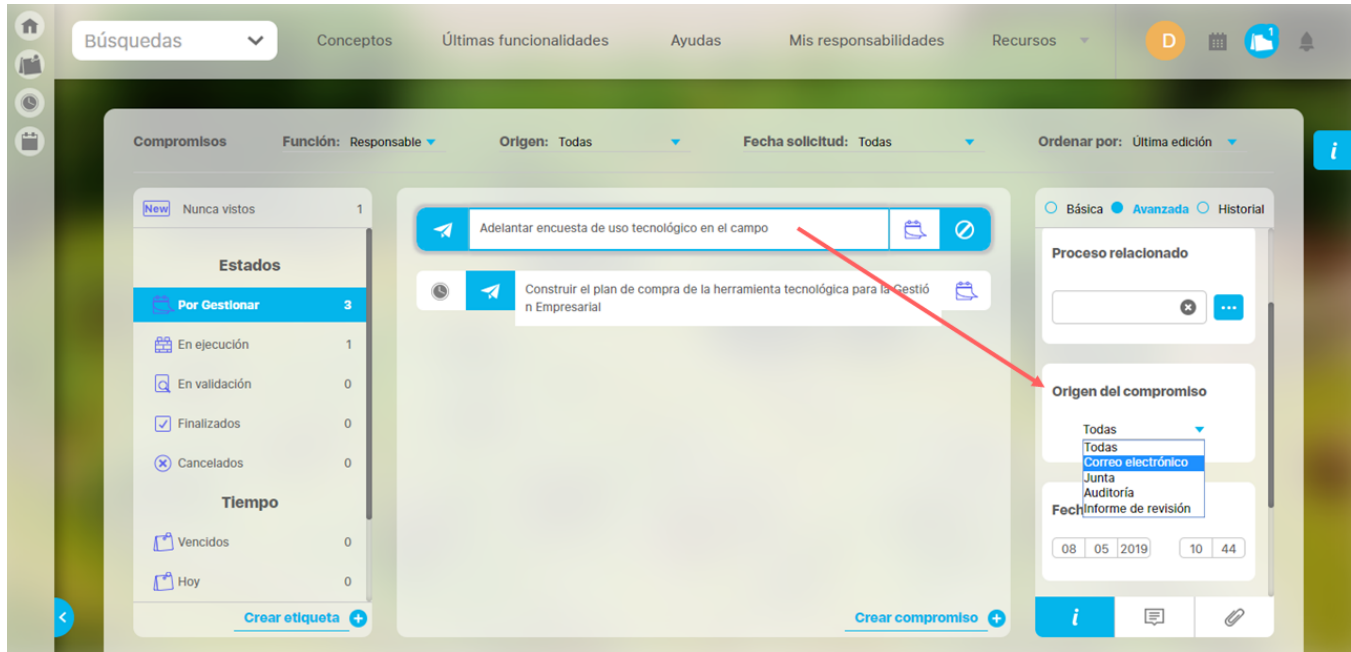 Búsquedas
Conceptos
Últimas funcionalidades
Ayudas
Mis responsabilidades
Recursos
D
1
Compromisos
Función: Responsable
Origen: Todas
Fecha solicitud: Todas
Ordenar por: Última edición
i
New Nunca vistos 1
Estados
Por Gestionar 3
En ejecución 1
En validación 0
Finalizados 0
Cancelados 0
Tiempo
Vencidos 0
Hoy 0
Crear etiqueta
Adelantar encuesta de uso tecnológico en el campo
Construir el plan de compra de la herramienta tecnológica para la Gestió
n Empresarial
Crear compromiso
Básica Avanzada Historial
Proceso relacionado
...
Origen del compromiso
Todas
Todas
Correo electrónico
Junta
Auditoría
Informe de revisión
Fech
08 05 2019 10 44
i